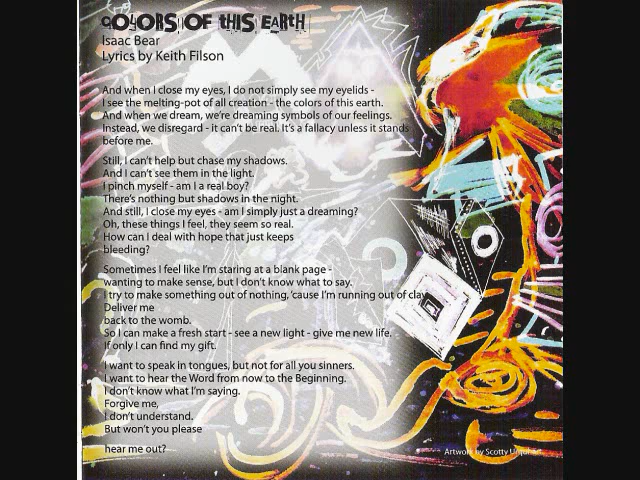 COLORS OF THIS EARTH
Isaac Bear
Lyrics by Keith Filson
And when I close my eyes, I do not simply see my eyelids -
I see the melting-pot of all creation - the colors of this earth.
And when we dream, we're dreaming symbols of our feelings.
Instead, we disregard - it can't be real. It's a fallacy unless it stands
before me.
Still, I can't help but chase my shadows.
And I can't see them in the light.
I pinch myself - am I a real boy?
There's nothing but shadows in the night.
And still, I close my eyes - am I simply just a dreaming?
Oh, these things I feel, they seem so real.
How can I deal with hope that just keeps
bleeding?
Sometimes I feel like I'm staring at a blank page -
wanting to make sense, but I don't know what to say.
I try to make something out of nothing, 'cause I'm running out of clay
Deliver me
back to the womb.
So I can make a fresh start - see a new light - give me new life.
If only I can find my gift.
I want to speak in tongues, but not for all you sinners.
I want to hear the Word from now to the Beginning.
I don't know what I'm saying.
Forgive me,
I don't understand.
But won't you please
hear me out?
Artwork by Scotty